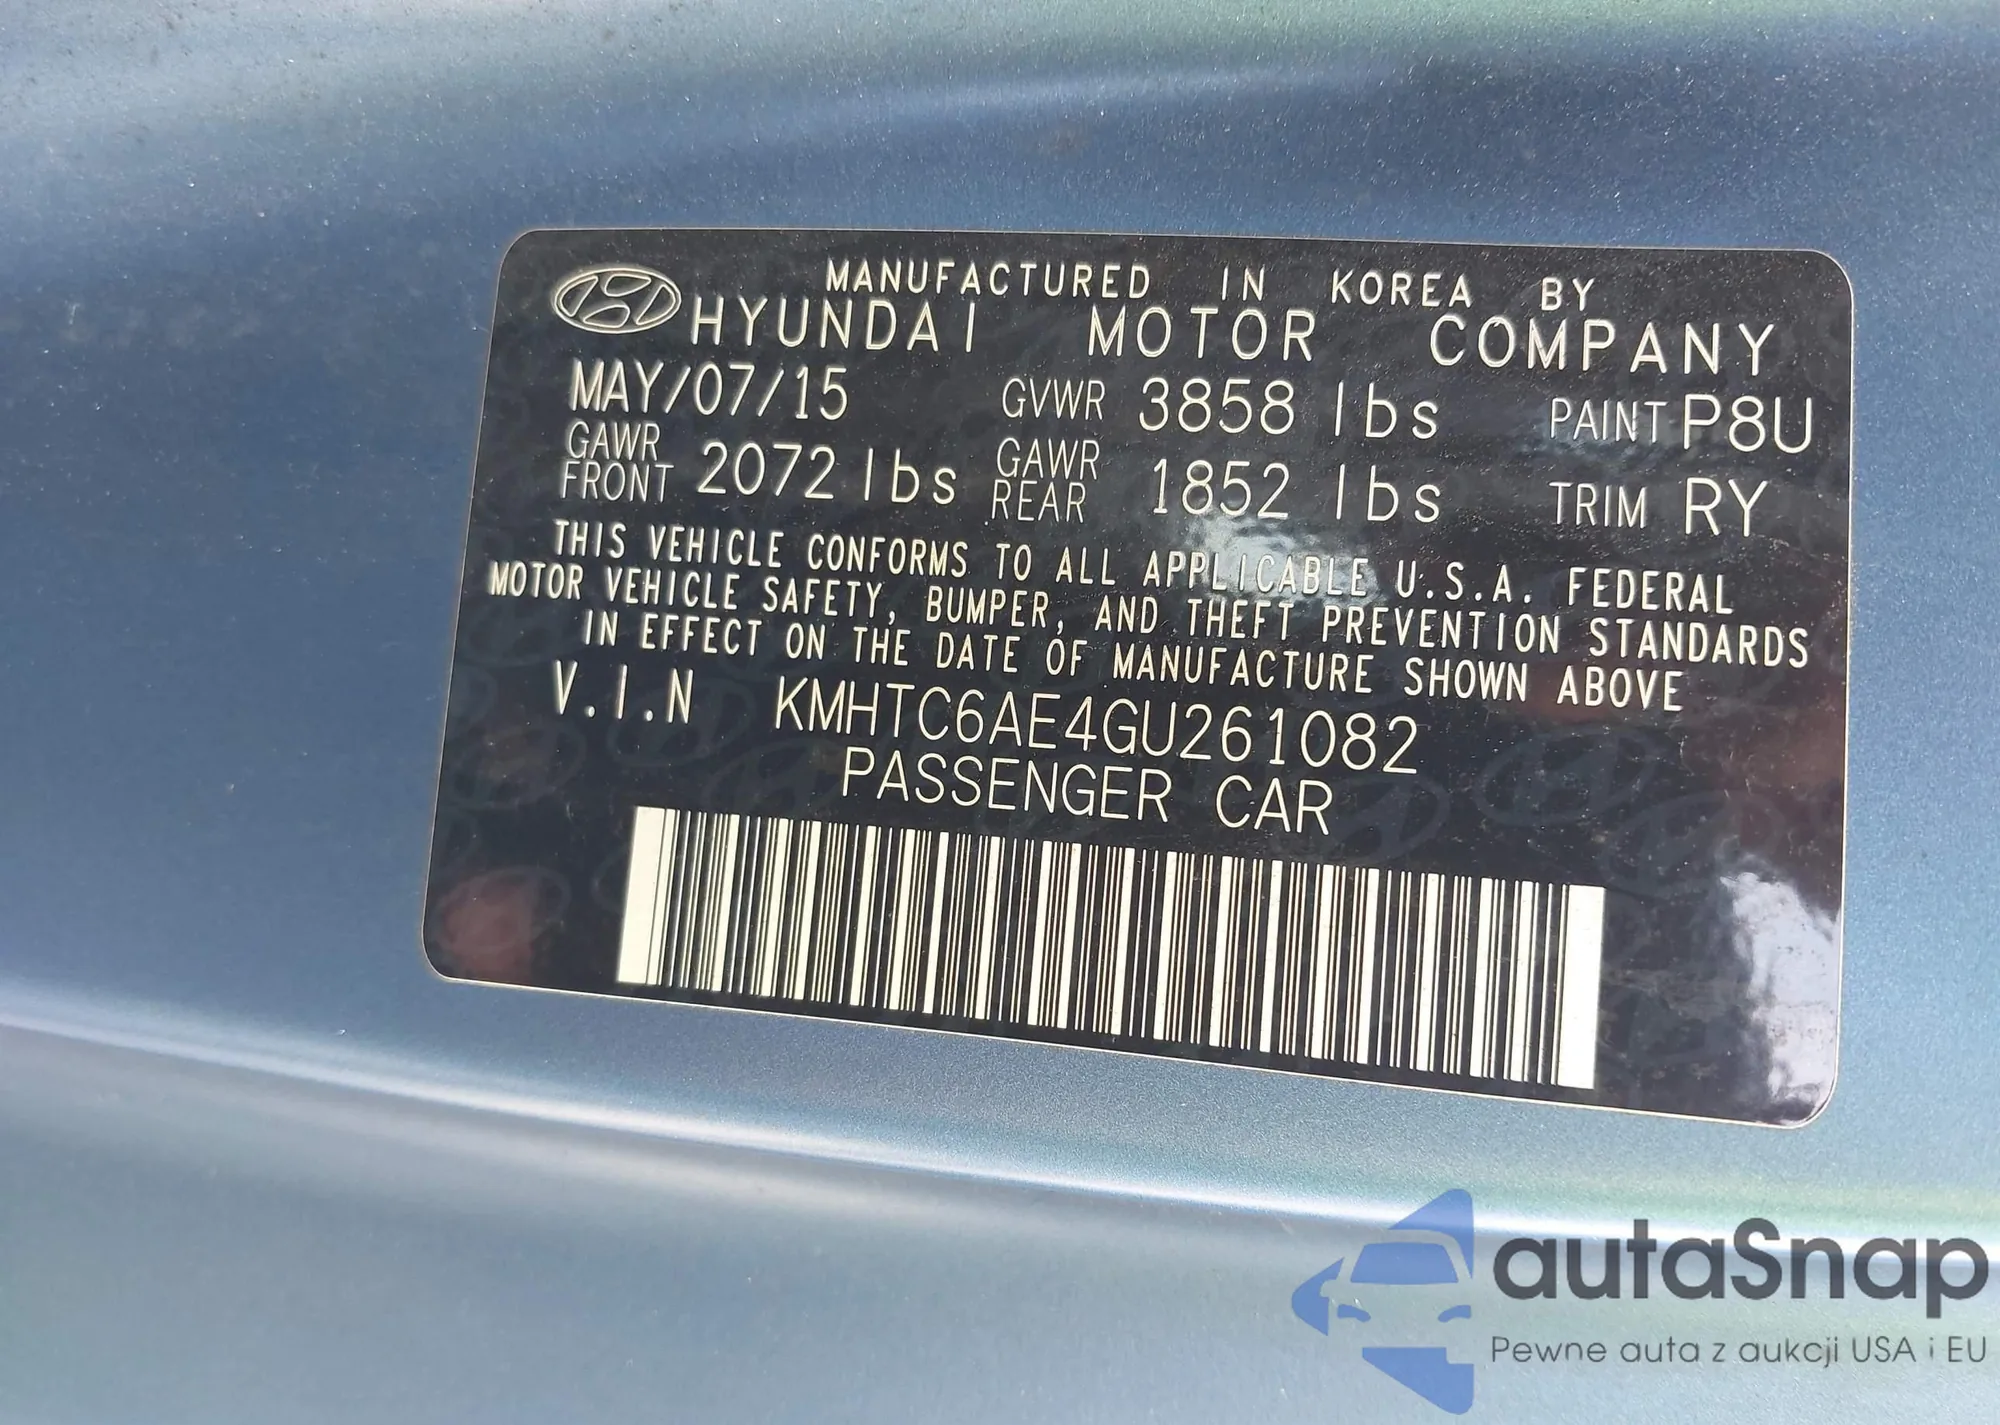 MANUFACTURED IN KOREA BY
HYUNDAI MOTOR COMPANY
MAY/07/15 GVWR 3858 lbs PAINT P8U
GAWR FRONT 2072 lbs GAWR REAR 1852 lbs TRIM RY
THIS VEHICLE CONFORMS TO ALL APPLICABLE U.S.A. FEDERAL
MOTOR VEHICLE SAFETY, BUMPER, AND THEFT PREVENTION STANDARDS
IN EFFECT ON THE DATE OF MANUFACTURE SHOWN ABOVE
V.I.N KMHTC6AE4GU261082
PASSENGER CAR
autaSnap
Pewne auta z aukcji USA i EU